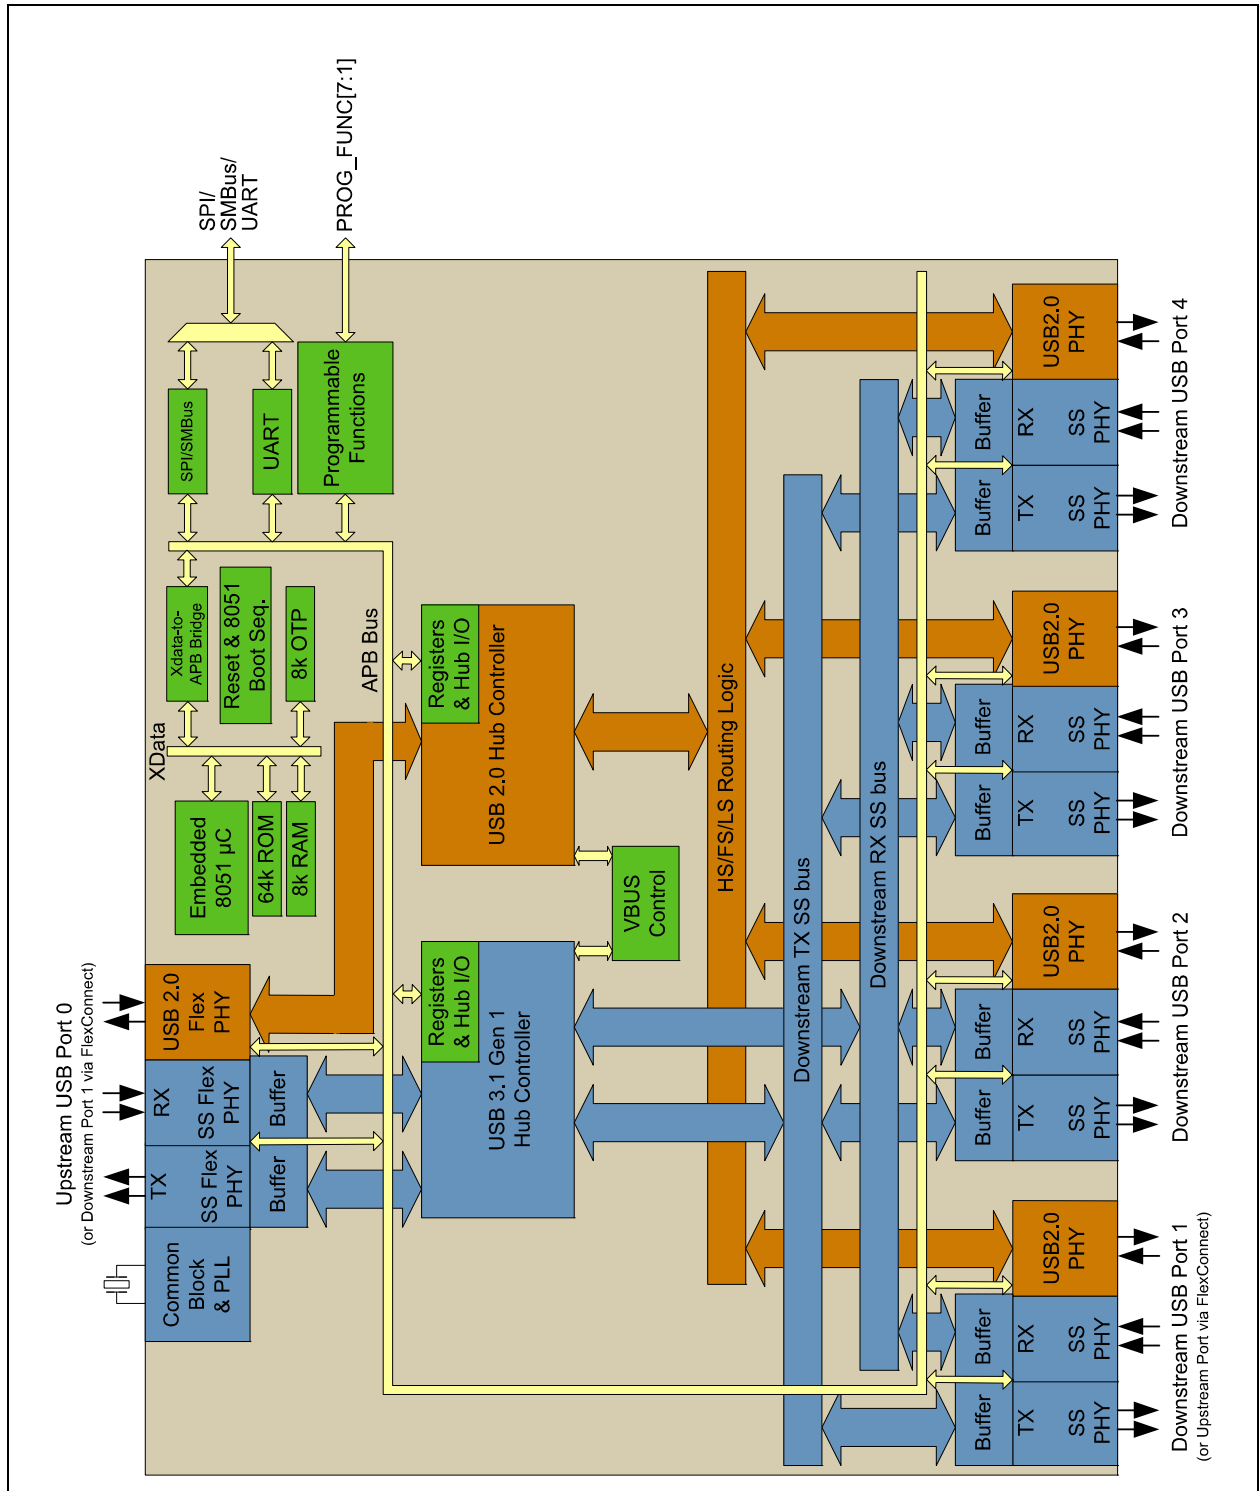 Upstream USB Port 0
(or Downstream Port 1 via FlexConnect)
Common
Block
& PLL
TX
SS Flex
PHY
Buffer
RX
SS Flex
PHY
Buffer
USB 2.0
Flex
PHY
Embedded
8051 µC
64k ROM
8k RAM
XData
Xdata-to-
APB Bridge
Reset & 8051
Boot Seq.
8k OTP
APB Bus
SPI/SMBus
UART
Programmable
Functions
SPI/
SMBus/
UART
PROG_FUNC[7:1]
Registers
& Hub I/O
USB 3.1 Gen 1
Hub Controller
Registers
& Hub I/O
USB 2.0 Hub Controller
VBUS
Control
HS/FS/LS Routing Logic
Downstream TX SS bus
Downstream RX SS bus
Buffer
TX
SS
PHY
Buffer
RX
SS
PHY
USB2.0
PHY
Downstream USB Port 1
(or Upstream Port via FlexConnect)
Buffer
TX
SS
PHY
Buffer
RX
SS
PHY
USB2.0
PHY
Downstream USB Port 2
Buffer
TX
SS
PHY
Buffer
RX
SS
PHY
USB2.0
PHY
Downstream USB Port 3
Buffer
TX
SS
PHY
Buffer
RX
SS
PHY
USB2.0
PHY
Downstream USB Port 4